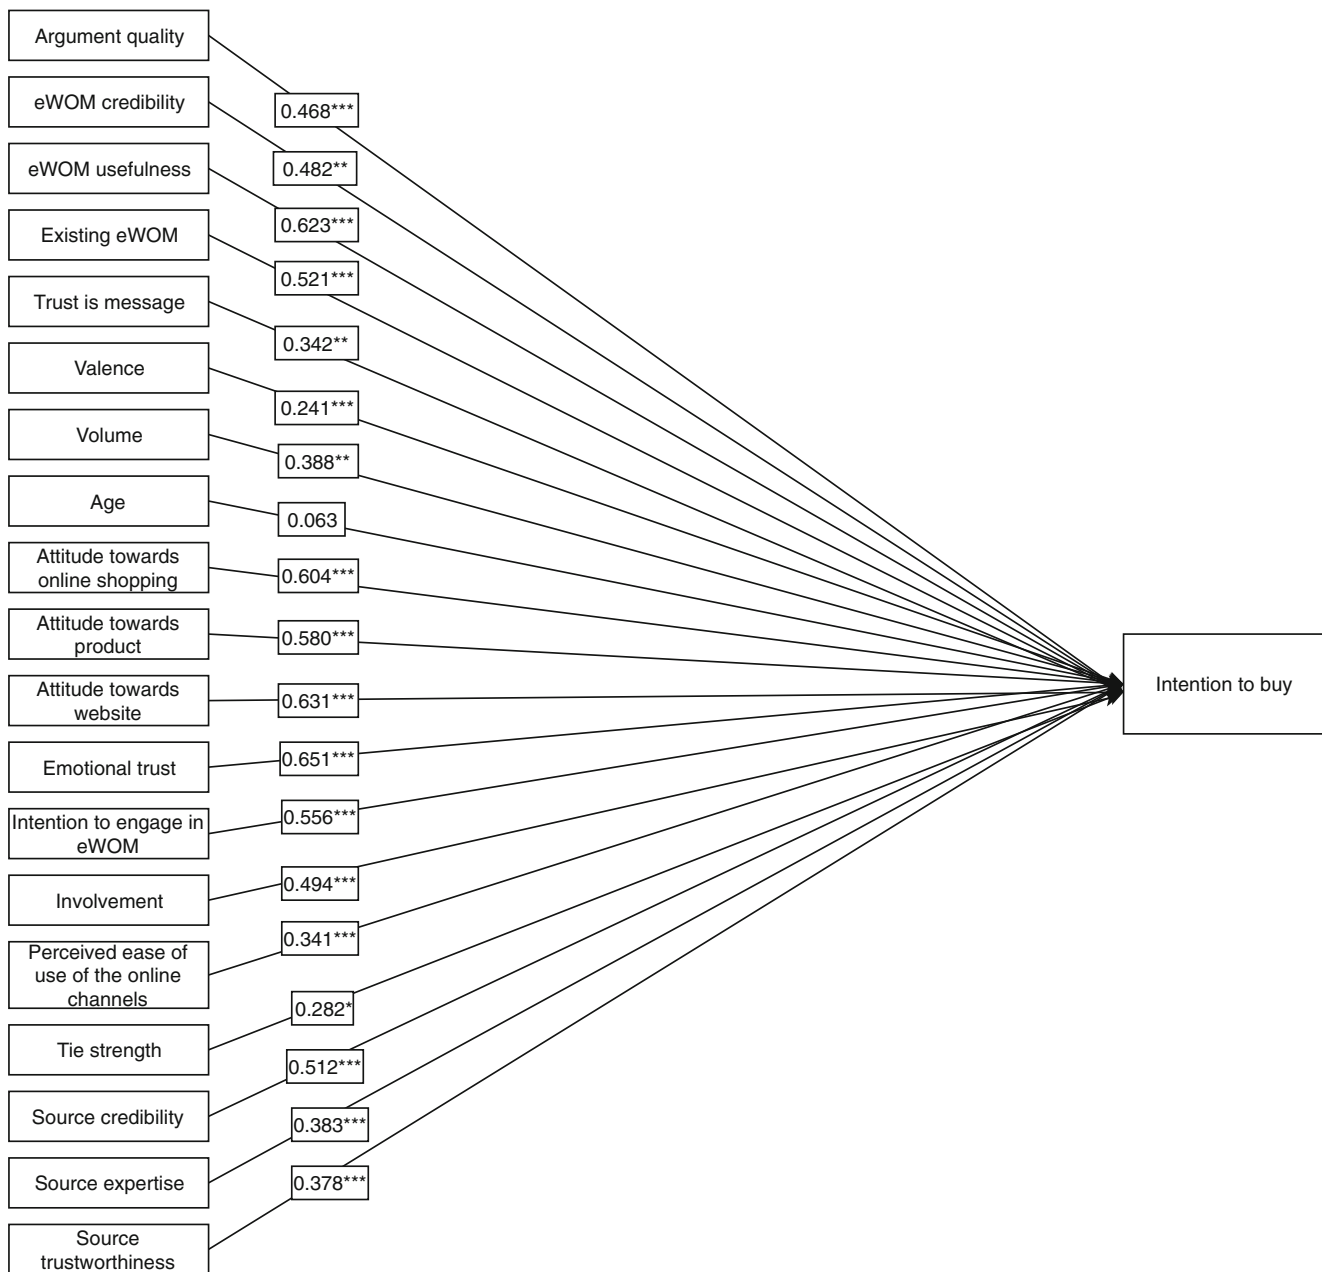 Argument quality
0.468***
eWOM credibility
0.482**
eWOM usefulness
0.623***
Existing eWOM
0.521***
Trust is message
0.342**
Valence
0.241***
Volume
0.388**
Age
0.063
Attitude towards
online shopping
0.604***
Attitude towards
product
0.580***
Attitude towards
website
0.631***
Intention to buy
Emotional trust
0.651***
Intention to engage in
eWOM
0.556***
Involvement
0.494***
Perceived ease of
use of the online
channels
0.341***
Tie strength
0.282*
Source credibility
0.512***
Source expertise
0.383***
Source
trustworthiness
0.378***